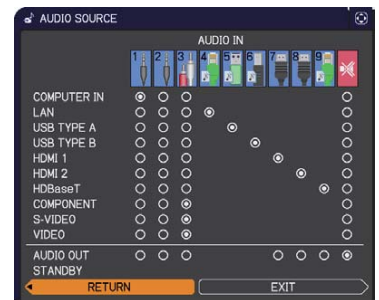 AUDIO SOURCE
AUDIO IN
1 2 3 4 5 6 7 8 9
COMPUTER IN
LAN
USB TYPE A
USB TYPE B
HDMI 1
HDMI 2
HDBaseT
COMPONENT
S-VIDEO
VIDEO
AUDIO OUT
STANDBY
RETURN EXIT